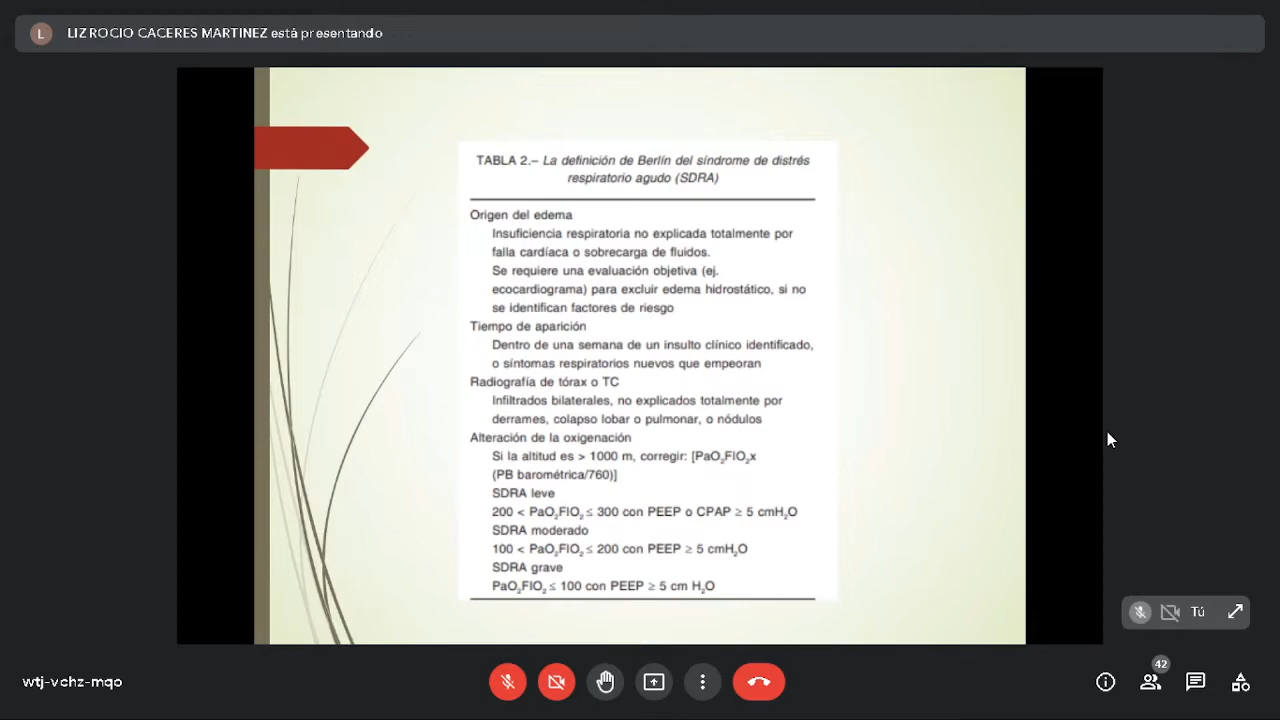 L LIZ ROCIO CACERES MARTINEZ está presentando
TABLA 2.– La definición de Berlín del síndrome de distrés
respiratorio agudo (SDRA)
Origen del edema
Insuficiencia respiratoria no explicada totalmente por
falla cardíaca o sobrecarga de fluidos.
Se requiere una evaluación objetiva (ej.
ecocardiograma) para excluir edema hidrostático, si no
se identifican factores de riesgo
Tiempo de aparición
Dentro de una semana de un insulto clínico identificado,
o síntomas respiratorios nuevos que empeoran
Radiografía de tórax o TC
Infiltrados bilaterales, no explicados totalmente por
derrames, colapso lobar o pulmonar, o nódulos
Alteración de la oxigenación
Si la altitud es > 1000 m, corregir: [PaO₂FIO₂x
(PB barométrica/760)]
SDRA leve
200 < PaO₂FIO₂ ≤ 300 con PEEP o CPAP ≥ 5 cmH₂O
SDRA moderado
100 < PaO₂FIO₂ ≤ 200 con PEEP ≥ 5 cmH₂O
SDRA grave
PaO₂FIO₂ ≤ 100 con PEEP ≥ 5 cm H₂O
Tú
wtj-vchz-mqo
42